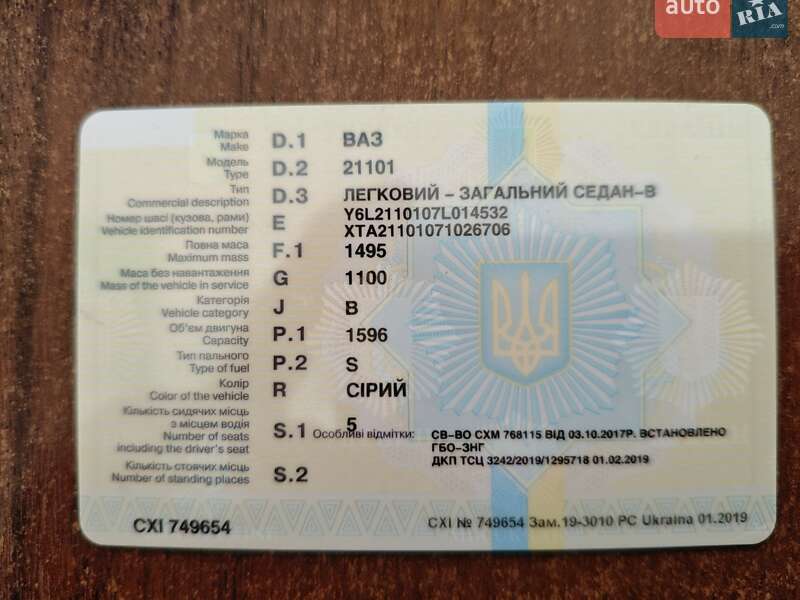 auto RIA .com
Марка D.1 ВАЗ
Make
Модель D.2 21101
Type
Тип D.3 ЛЕГКОВИЙ - ЗАГАЛЬНИЙ СЕДАН-В
Commercial description
Номер шасі (кузова, рами) E Y6L2110107L014532
Vehicle identification number XTA21101071026706
Повна маса F.1 1495
Maximum mass
Маса без навантаження G 1100
Mass of the vehicle in service
Категорія J B
Vehicle category
Об'єм двигуна P.1 1596
Capacity
Тип пального P.2 S
Type of fuel
Колір R СІРИЙ
Color of the vehicle
Кількість сидячих місць
з місцем водія S.1 5
Number of seats Особливі відмітки: СВ-ВО СХМ 768115 ВІД 03.10.2017Р. ВСТАНОВЛЕНО
including the driver's seat ГБО-ЗНГ
ДКП ТСЦ 3242/2019/1295718 01.02.2019
Кількість стоячих місць S.2
Number of standing places
СХІ 749654
СХІ № 749654 Зам.19-3010 РС Ukraina 01.2019